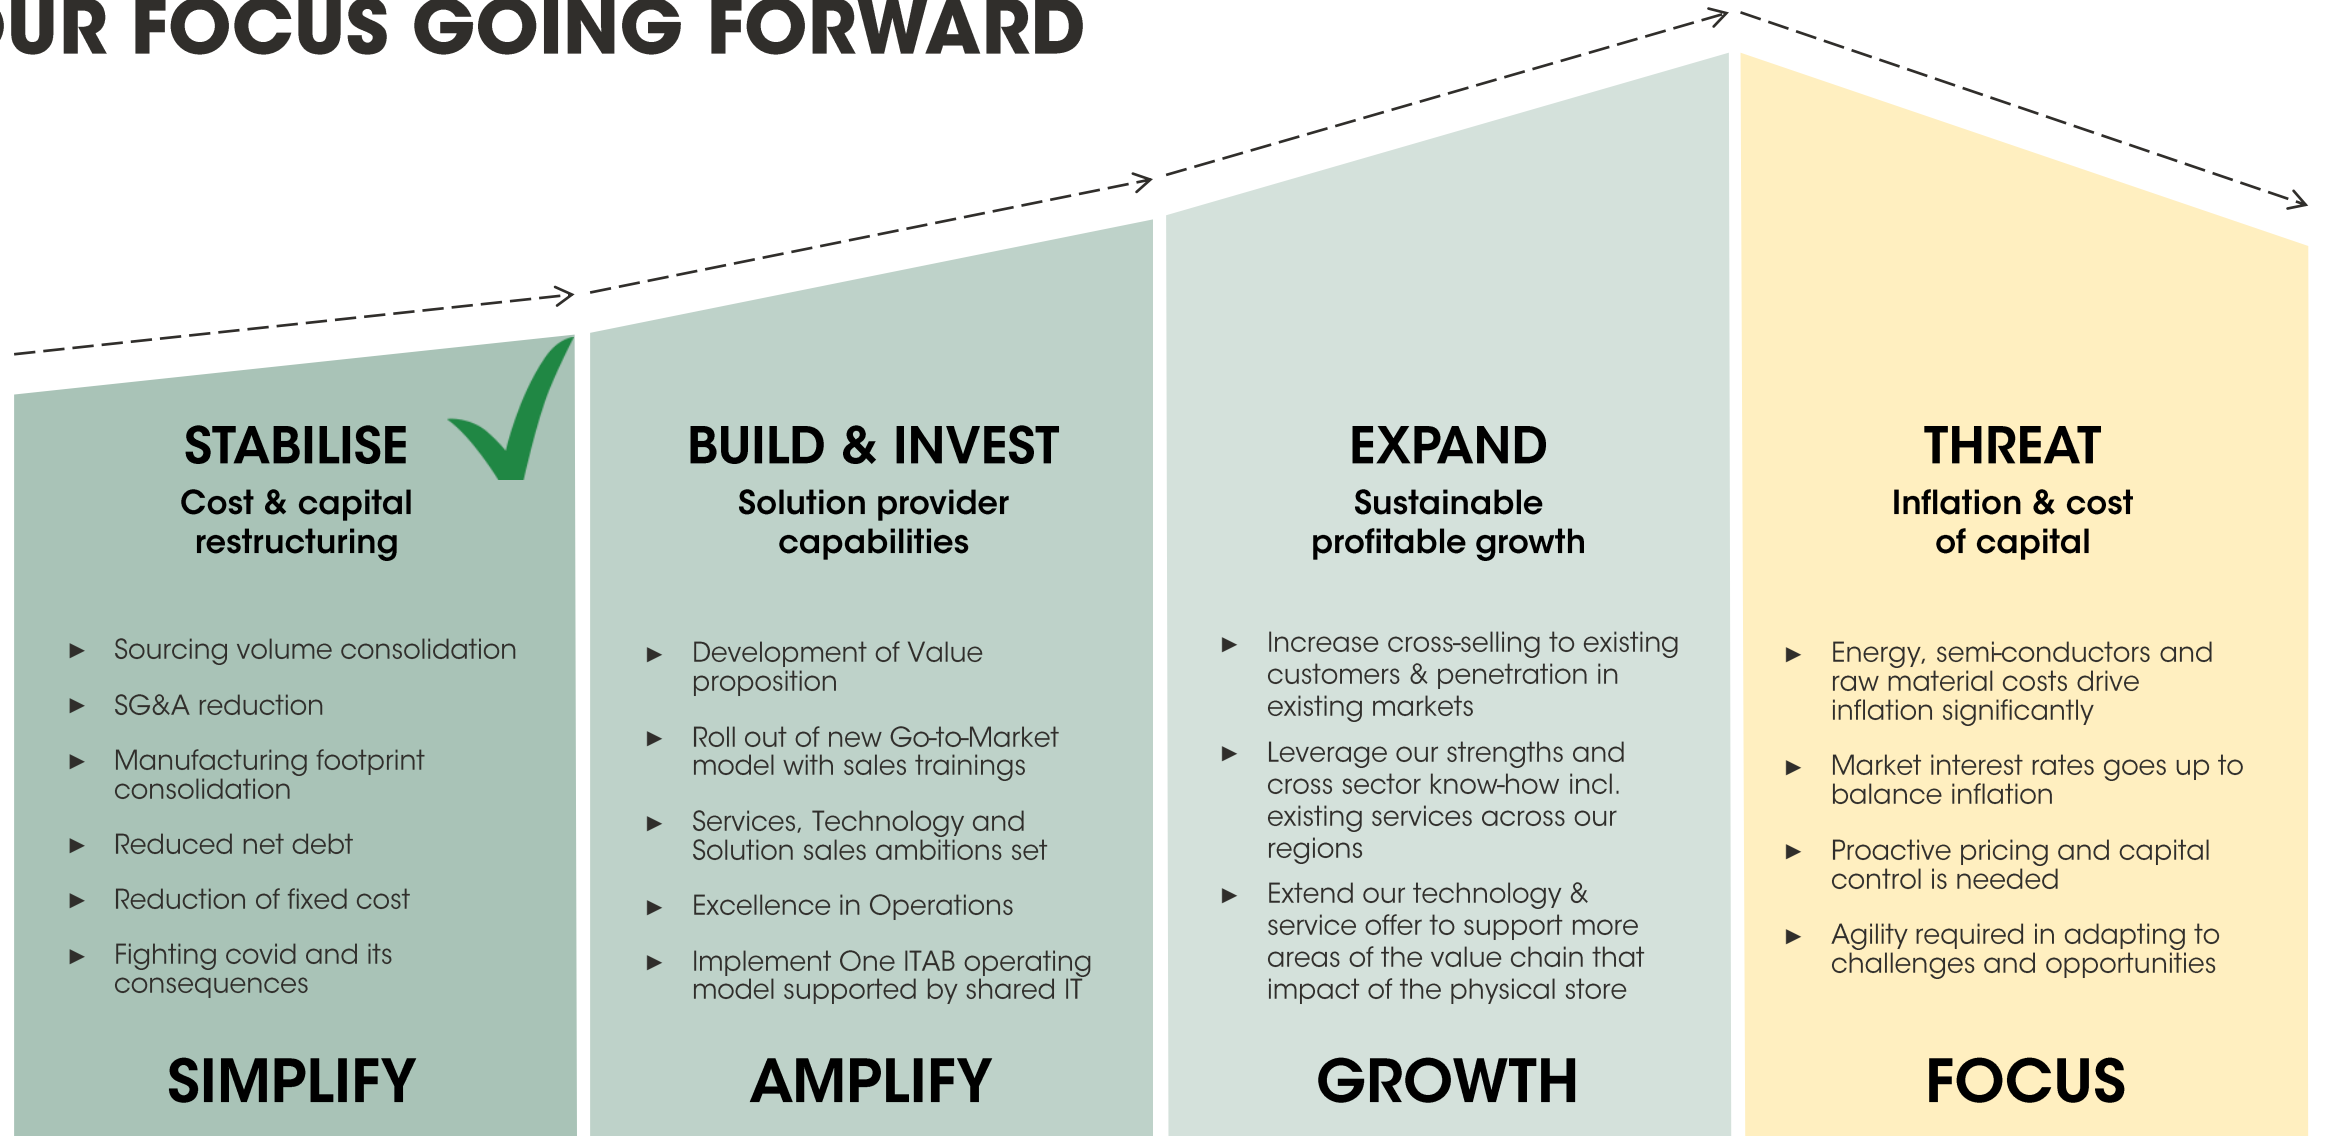 OUR FOCUS GOING FORWARD
STABILISE
Cost & capital
restructuring
► Sourcing volume consolidation
► SG&A reduction
► Manufacturing footprint
consolidation
► Reduced net debt
► Reduction of fixed cost
► Fighting covid and its
consequences
SIMPLIFY
BUILD & INVEST
Solution provider
capabilities
► Development of Value
proposition
► Roll out of new Go-to-Market
model with sales trainings
► Services, Technology and
Solution sales ambitions set
► Excellence in Operations
► Implement One ITAB operating
model supported by shared IT
AMPLIFY
EXPAND
Sustainable
profitable growth
► Increase cross-selling to existing
customers & penetration in
existing markets
► Leverage our strengths and
cross sector know-how incl.
existing services across our
regions
► Extend our technology &
service offer to support more
areas of the value chain that
impact of the physical store
GROWTH
THREAT
Inflation & cost
of capital
► Energy, semi-conductors and
raw material costs drive
inflation significantly
► Market interest rates goes up to
balance inflation
► Proactive pricing and capital
control is needed
► Agility required in adapting to
challenges and opportunities
FOCUS